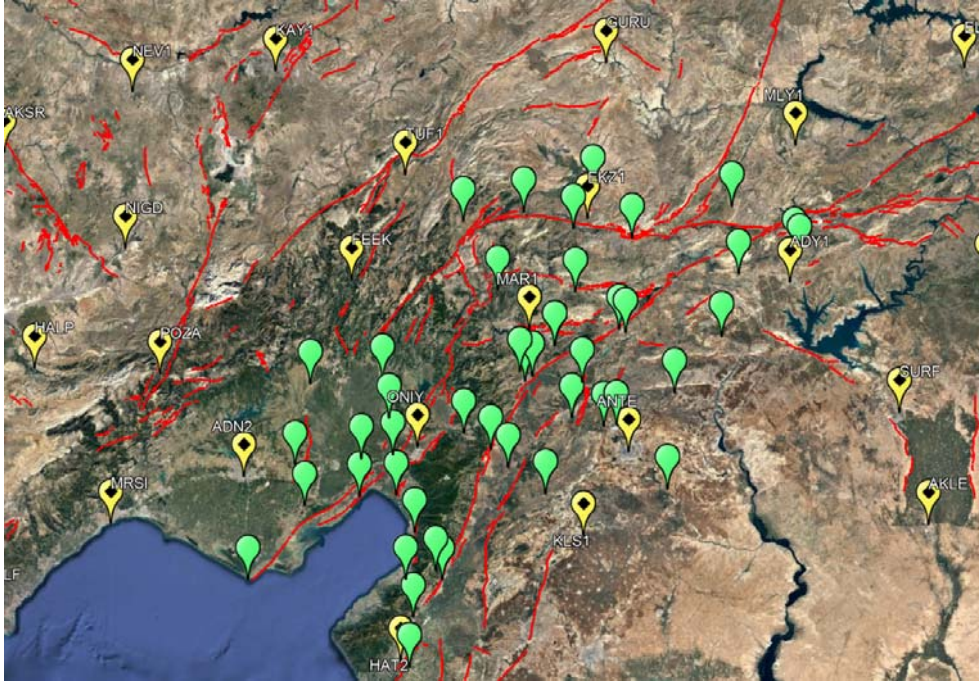 GURU
KAY1
NEV1
MLY1
AKSR
TUF1
EKZ1
NIGD
FEEK
ADY1
MAR1
HALP
POZA
SURF
ONIY
ANTE
ADN2
MRSI
AKLE
KLS1
LF
HAT2